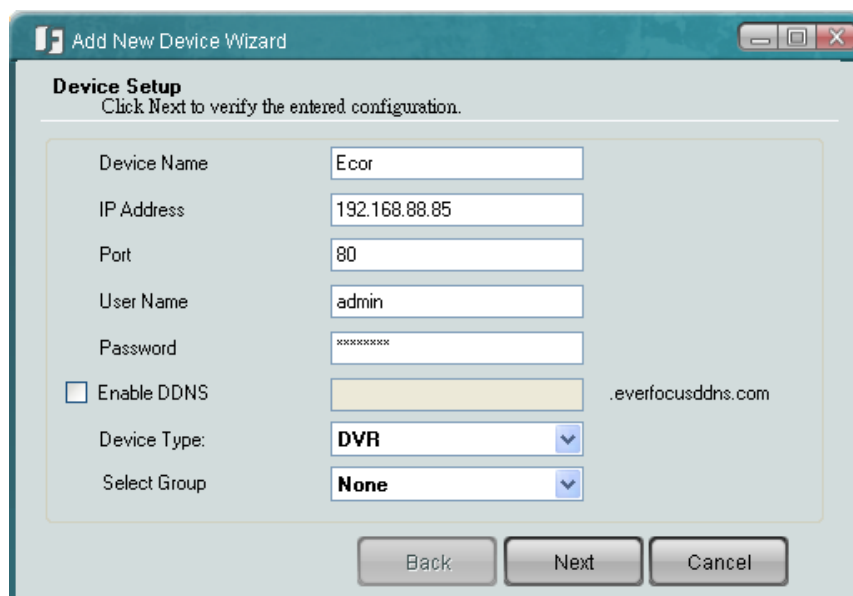 Add New Device Wizard
Device Setup
Click Next to verify the entered configuration.
Device Name Ecor
IP Address 192.168.88.85
Port 80
User Name admin
Password ********
Enable DDNS .everfocusddns.com
Device Type: DVR
Select Group None
Back Next Cancel